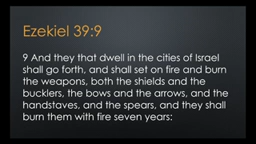 Ezekiel 39:9
9 And they that dwell in the cities of Israel
shall go forth, and shall set on fire and burn
the weapons, both the shields and the
bucklers, the bows and the arrows, and the
handstaves, and the spears, and they shall
burn them with fire seven years: